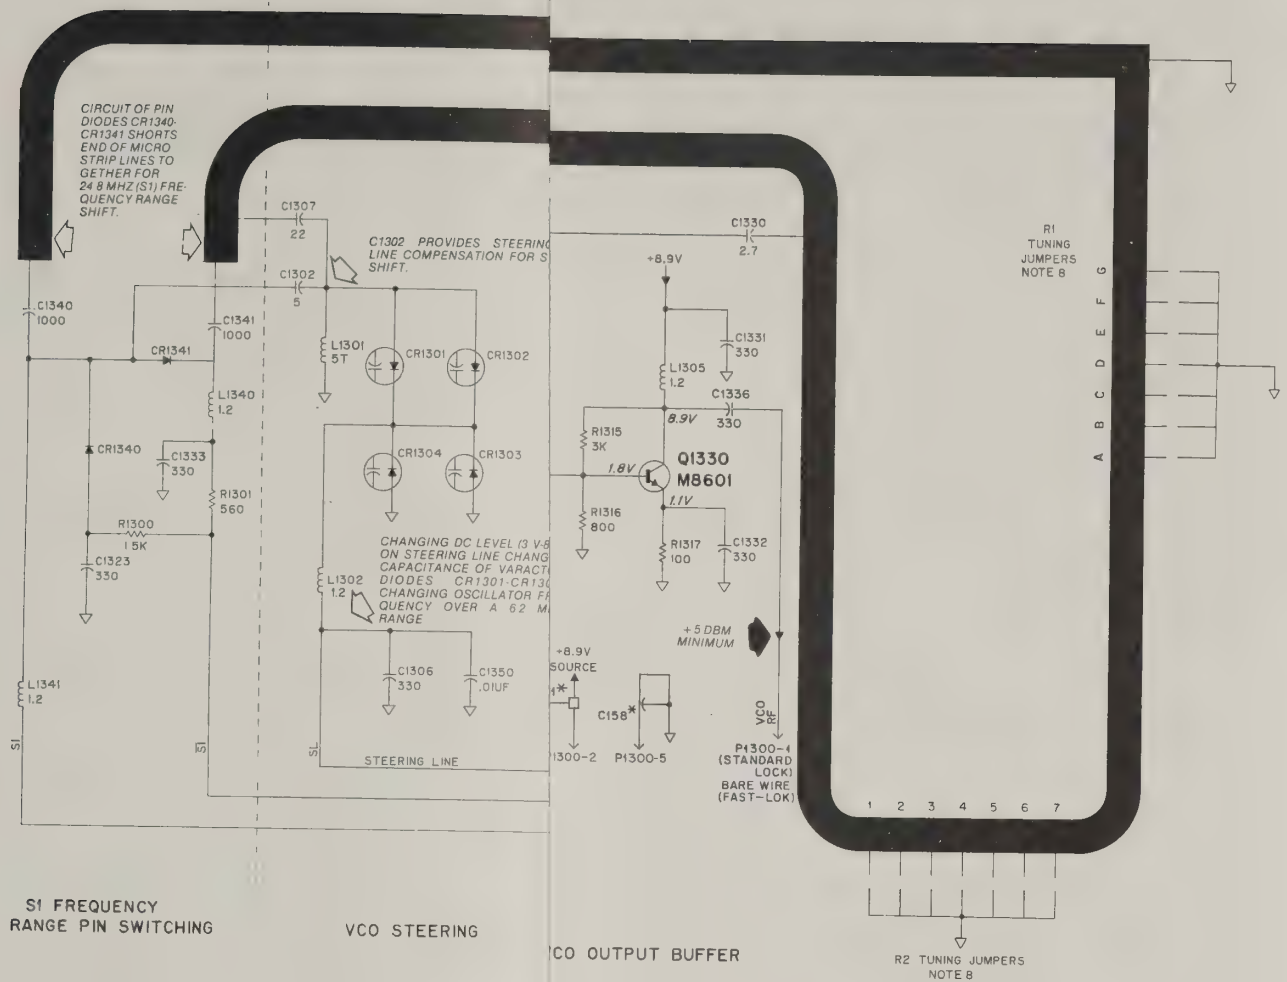 CIRCUIT OF PIN
DIODES CR1340-
CR1341 SHORTS
END OF MICRO
STRIP LINES TO
GETHER FOR
24 8 MHZ (S1) FRE-
QUENCY RANGE
SHIFT.
C1307
22
C1302 PROVIDES STEERING
LINE COMPENSATION FOR S
SHIFT.
C1302
5
C1340
1000
C1341
1000
CR1341
L1340
1.2
CR1340
C1333
330
R1301
560
R1300
1 5K
C1323
330
L1341
1.2
S1
S1
L1301
5T
CR1301
CR1302
CR1304
CR1303
CHANGING DC LEVEL (3 V-8
ON STEERING LINE CHANG
CAPACITANCE OF VARACT
DIODES CR1301-CR130
CHANGING OSCILLATOR FR
QUENCY OVER A 62 M
RANGE
L1302
1.2
C1306
330
C1350
.01UF
SL
STEERING LINE
C1330
2.7
+8.9V
C1331
330
L1305
1.2
C1336
330
8.9V
R1315
3K
1.8V
Q1330
M8601
1.1V
R1316
800
R1317
100
C1332
330
+5 DBM
MINIMUM
+8.9V
SOURCE
1*
C158*
1300-2
P1300-5
VCO
RF
P1300-1
(STANDARD
LOCK)
BARE WIRE
(FAST-LOK)
R1
TUNING
JUMPERS
NOTE 8
G
F
E
D
C
B
A
1 2 3 4 5 6 7
R2 TUNING JUMPERS
NOTE 8
S1 FREQUENCY
RANGE PIN SWITCHING
VCO STEERING
CO OUTPUT BUFFER